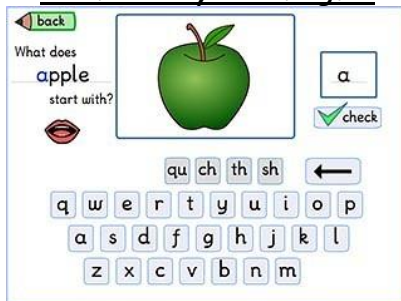 back
What does
apple
start with?
a
check
qu ch th sh
q w e r t y u i o p
a s d f g h j k l
z x c v b n m